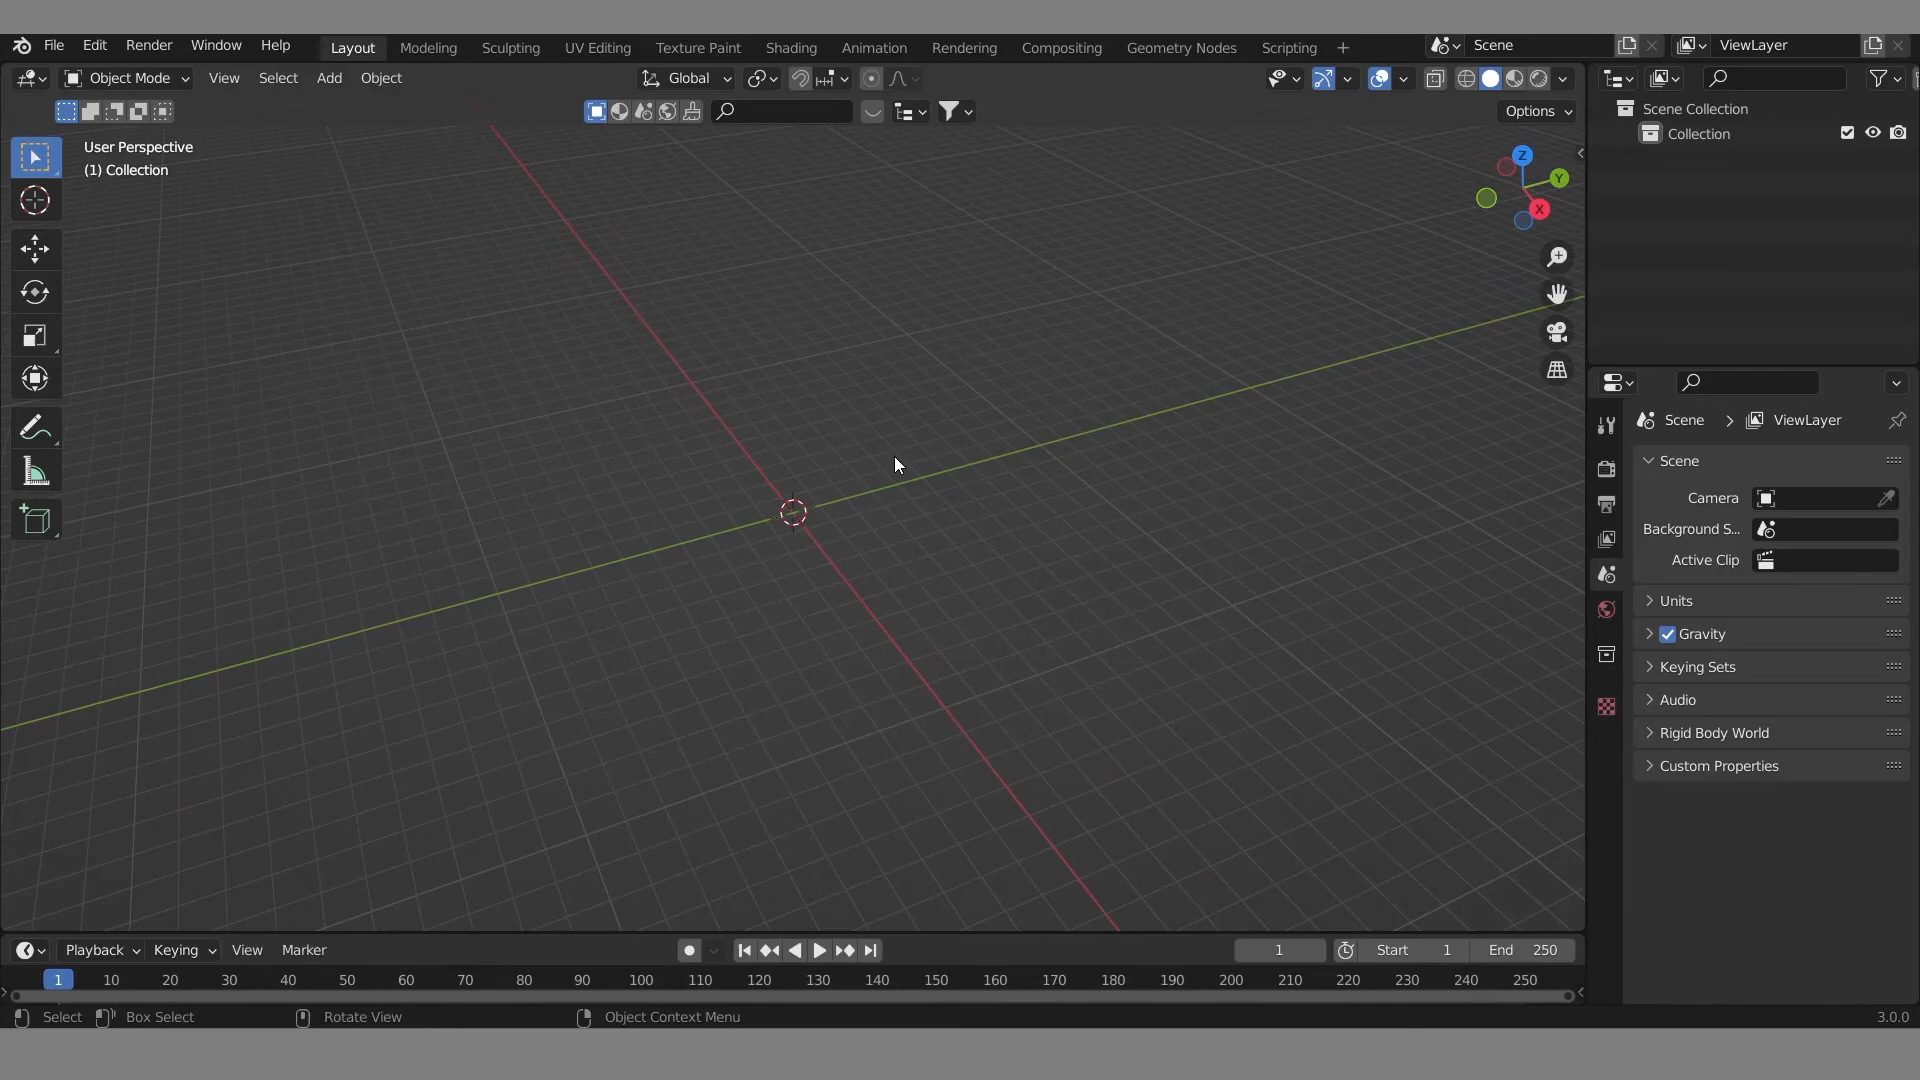 File Edit Render Window Help Layout Modeling Sculpting UV Editing Texture Paint Shading Animation Rendering Compositing Geometry Nodes Scripting + Scene ViewLayer
Object Mode View Select Add Object Global
Options
User Perspective
(1) Collection
Z
Y
X
Scene Collection
Collection
Scene > ViewLayer
Scene
Camera
Background S...
Active Clip
Units
Gravity
Keying Sets
Audio
Rigid Body World
Custom Properties
Playback Keying View Marker 1 Start 1 End 250
1 10 20 30 40 50 60 70 80 90 100 110 120 130 140 150 160 170 180 190 200 210 220 230 240 250
Select Box Select Rotate View Object Context Menu 3.0.0